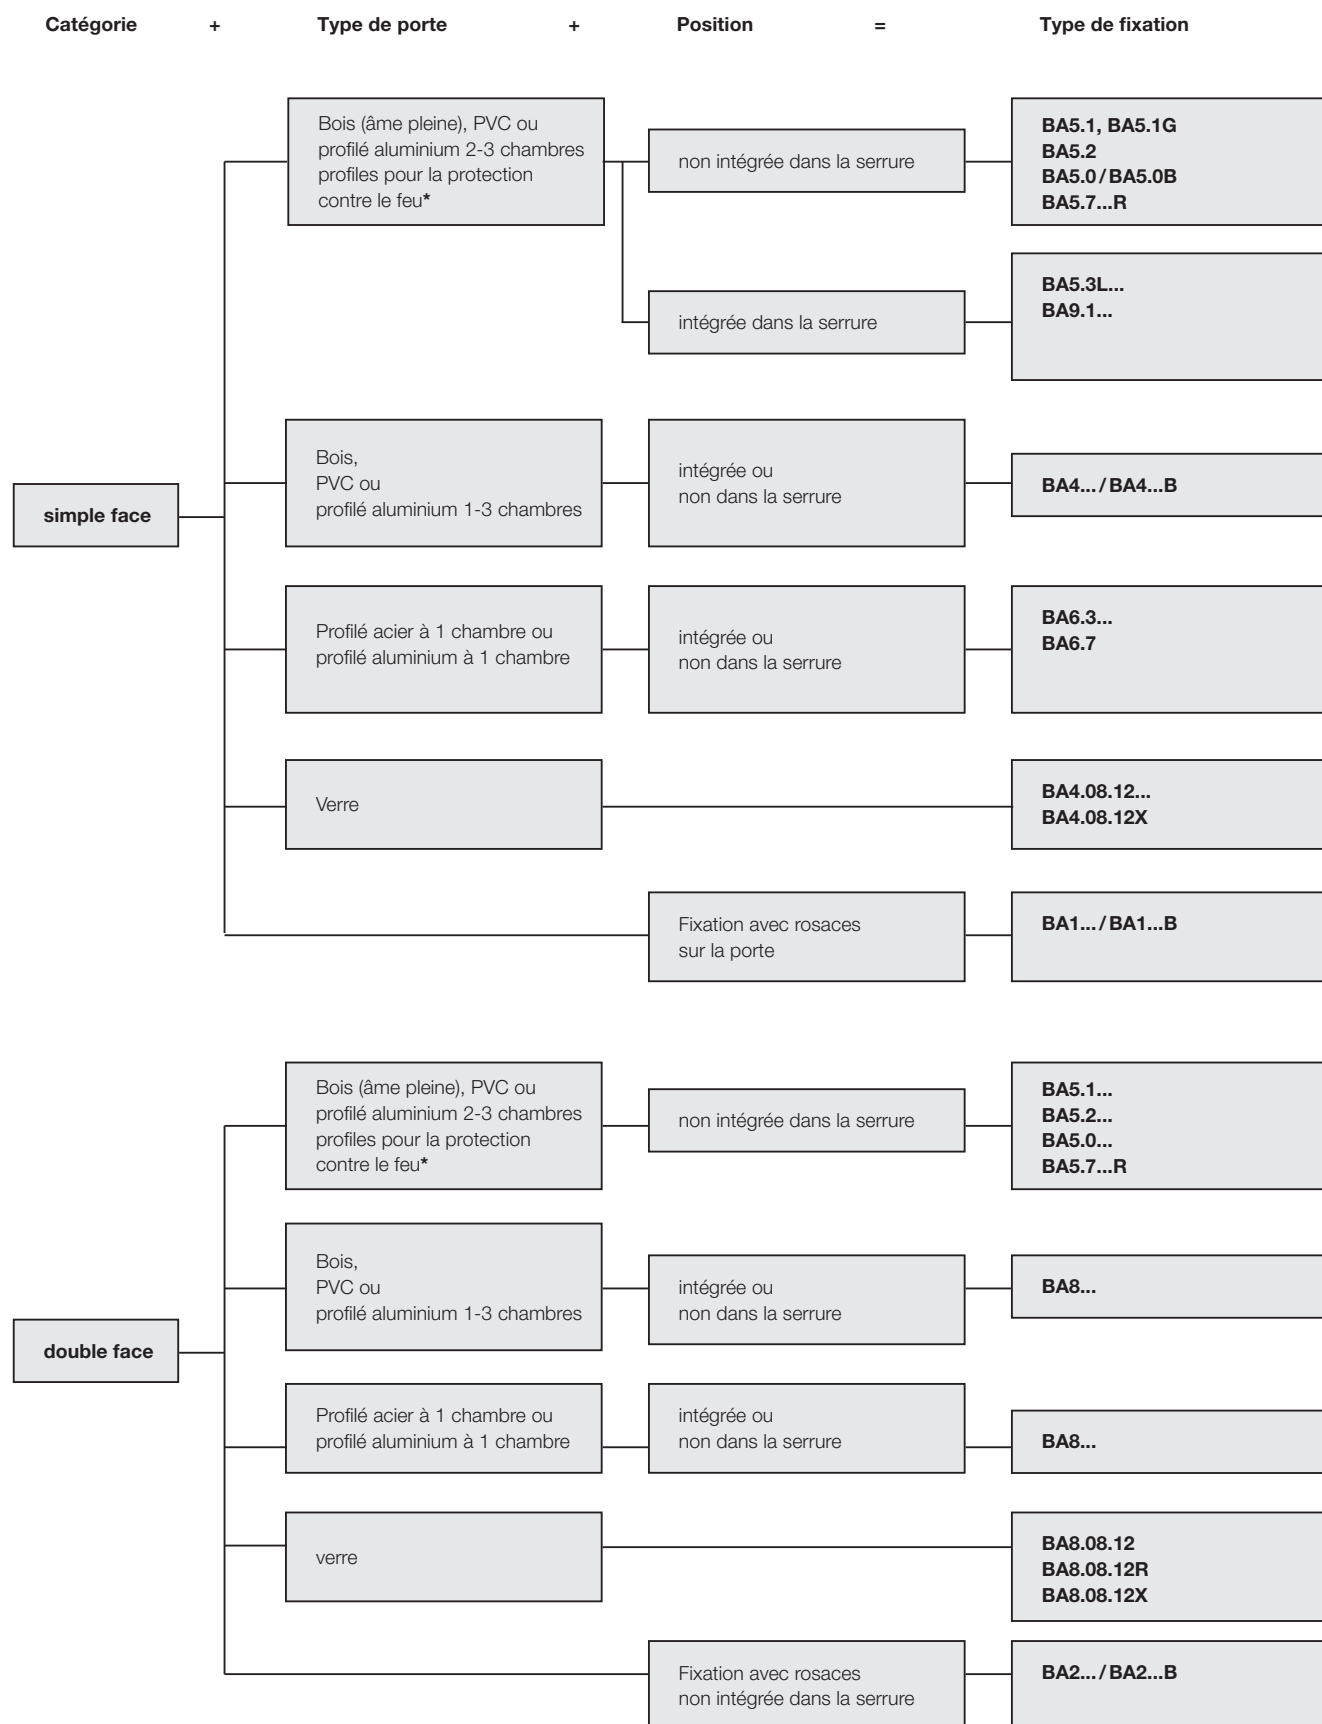 Catégorie + Type de porte + Position = Type de fixation
Bois (âme pleine), PVC ou
profilé aluminium 2-3 chambres
profiles pour la protection
contre le feu*
non intégrée dans la serrure
BA5.1, BA5.1G
BA5.2
BA5.0 / BA5.0B
BA5.7...R
intégrée dans la serrure
BA5.3L...
BA9.1...
simple face
Bois,
PVC ou
profilé aluminium 1-3 chambres
intégrée ou
non dans la serrure
BA4... / BA4...B
Profilé acier à 1 chambre ou
profilé aluminium à 1 chambre
intégrée ou
non dans la serrure
BA6.3...
BA6.7
Verre
BA4.08.12...
BA4.08.12X
Fixation avec rosaces
sur la porte
BA1... / BA1...B
Bois (âme pleine), PVC ou
profilé aluminium 2-3 chambres
profiles pour la protection
contre le feu*
non intégrée dans la serrure
BA5.1...
BA5.2...
BA5.0...
BA5.7...R
Bois,
PVC ou
profilé aluminium 1-3 chambres
intégrée ou
non dans la serrure
BA8...
double face
Profilé acier à 1 chambre ou
profilé aluminium à 1 chambre
intégrée ou
non dans la serrure
BA8...
verre
BA8.08.12
BA8.08.12R
BA8.08.12X
Fixation avec rosaces
non intégrée dans la serrure
BA2... / BA2...B